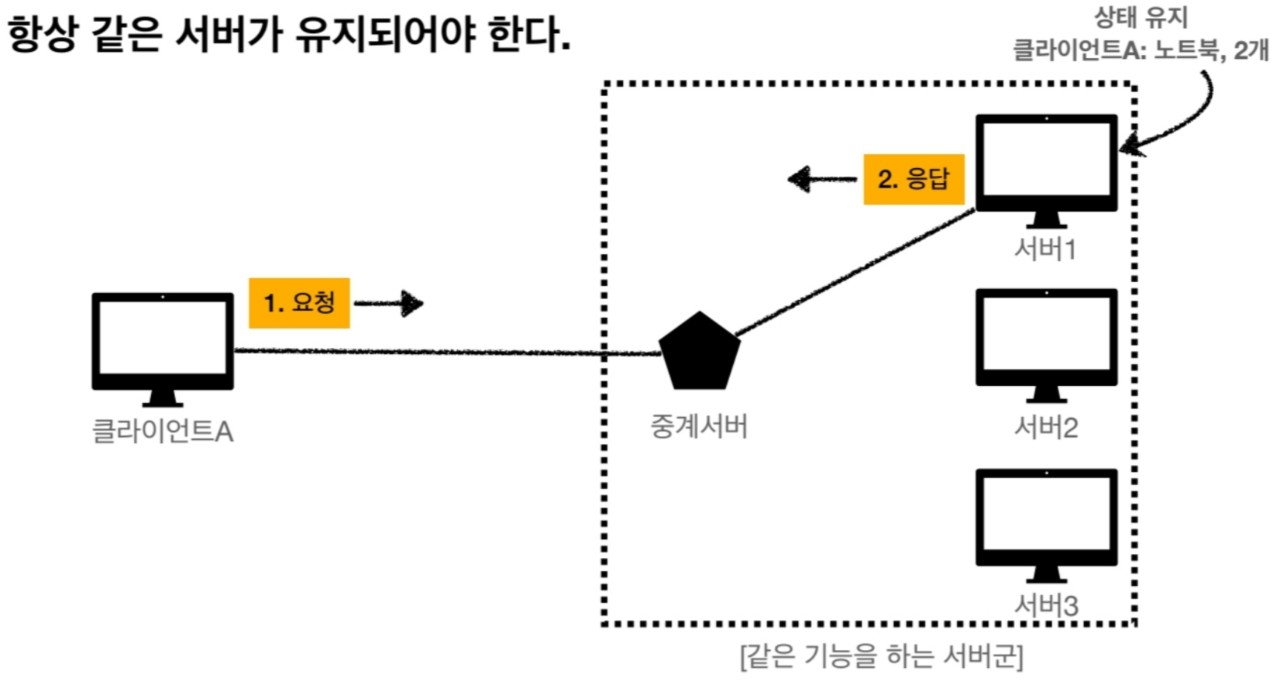 항상 같은 서버가 유지되어야 한다.
상태 유지
클라이언트A: 노트북, 2개
2. 응답
서버1
1. 요청
클라이언트A
중계서버
서버2
서버3
[같은 기능을 하는 서버군]